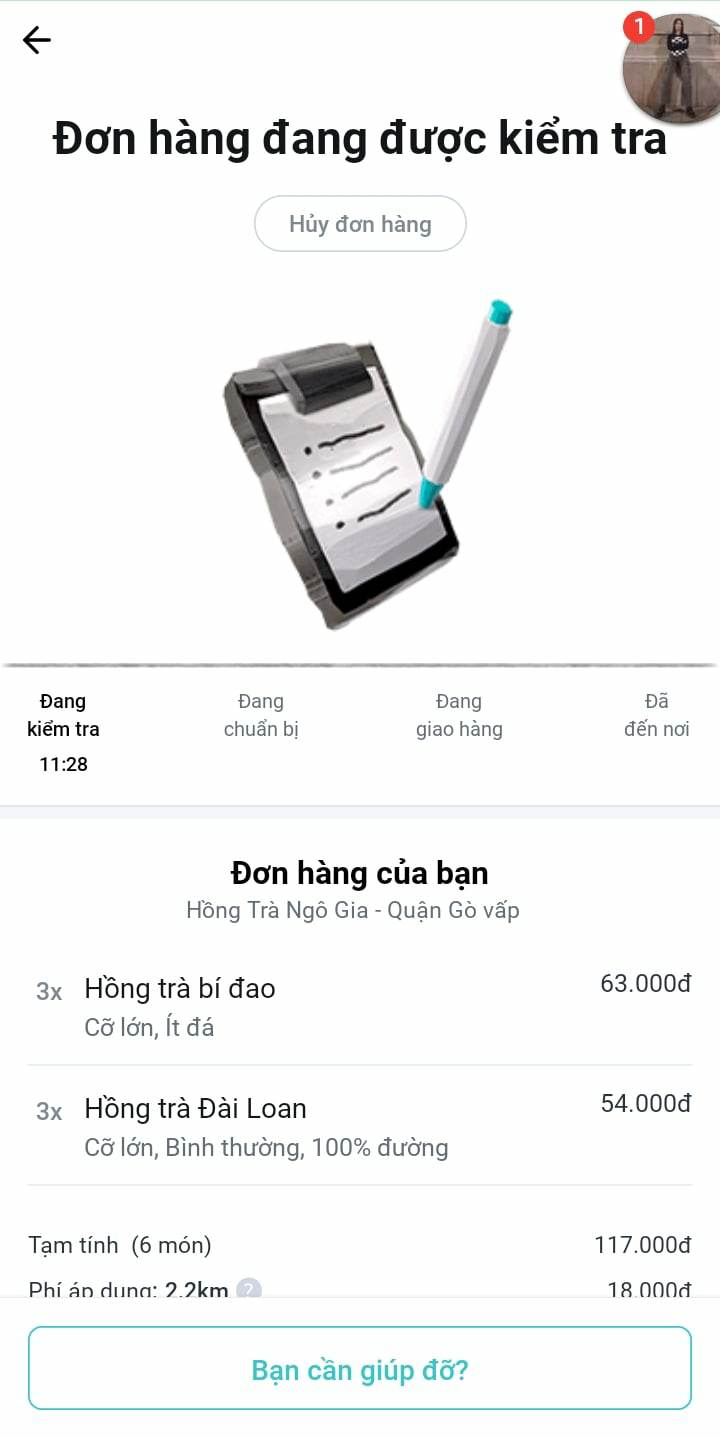 1
Đơn hàng đang được kiểm tra
Hủy đơn hàng
Đang kiểm tra
11:28
Đang chuẩn bị
Đang giao hàng
Đã đến nơi
Đơn hàng của bạn
Hồng Trà Ngô Gia - Quận Gò vấp
3x Hồng trà bí đao 63.000đ
Cỡ lớn, Ít đá
3x Hồng trà Đài Loan 54.000đ
Cỡ lớn, Bình thường, 100% đường
Tạm tính (6 món) 117.000đ
Phí áp dụng: 2.2km ? 18.000đ
Bạn cần giúp đỡ?